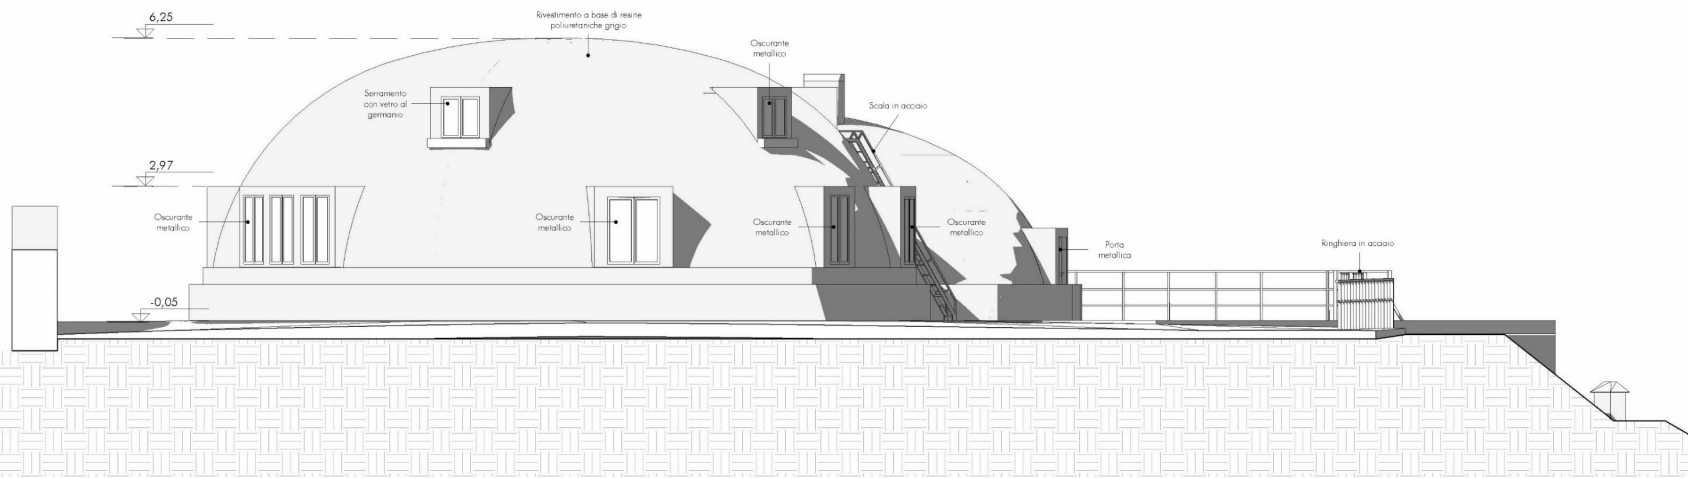 6,25
Rivestimento a base di resine
poliuretaniche grigio
Oscurante
metallico
Serramento
con vetro al
germanio
Scala in acciaio
2,97
Oscurante
metallico
Oscurante
metallico
Oscurante
metallico
Oscurante
metallico
Porta
metallica
Ringhiera in acciaio
-0,05